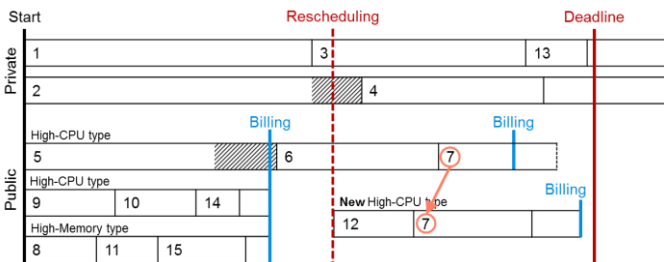 Start
Rescheduling
Deadline
Private
1
3
13
2
4
Public
High-CPU type
Billing
Billing
5
6
7
High-CPU type
9
10
14
New High-CPU type
Billing
12
7
High-Memory type
8
11
15